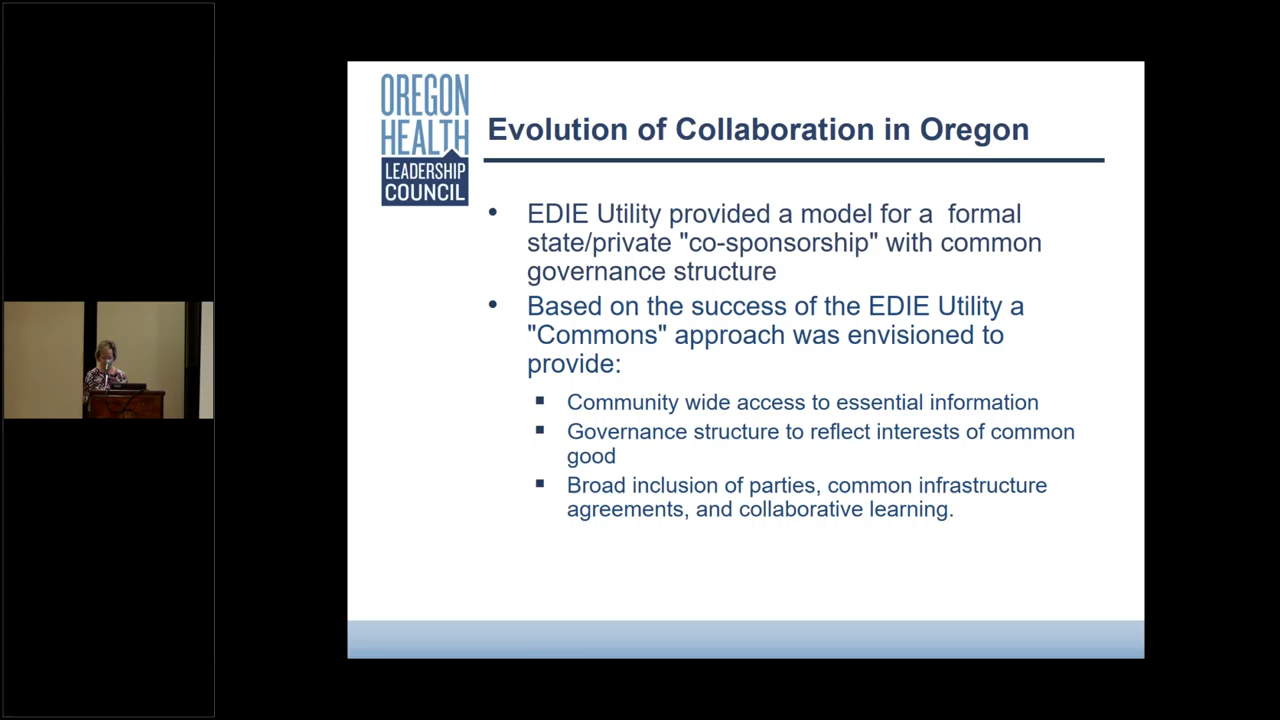 OREGON
HEALTH
LEADERSHIP
COUNCIL
Evolution of Collaboration in Oregon
• EDIE Utility provided a model for a  formal
state/private "co-sponsorship" with common
governance structure
• Based on the success of the EDIE Utility a
"Commons" approach was envisioned to
provide:
▪ Community wide access to essential information
▪ Governance structure to reflect interests of common
good
▪ Broad inclusion of parties, common infrastructure
agreements, and collaborative learning.